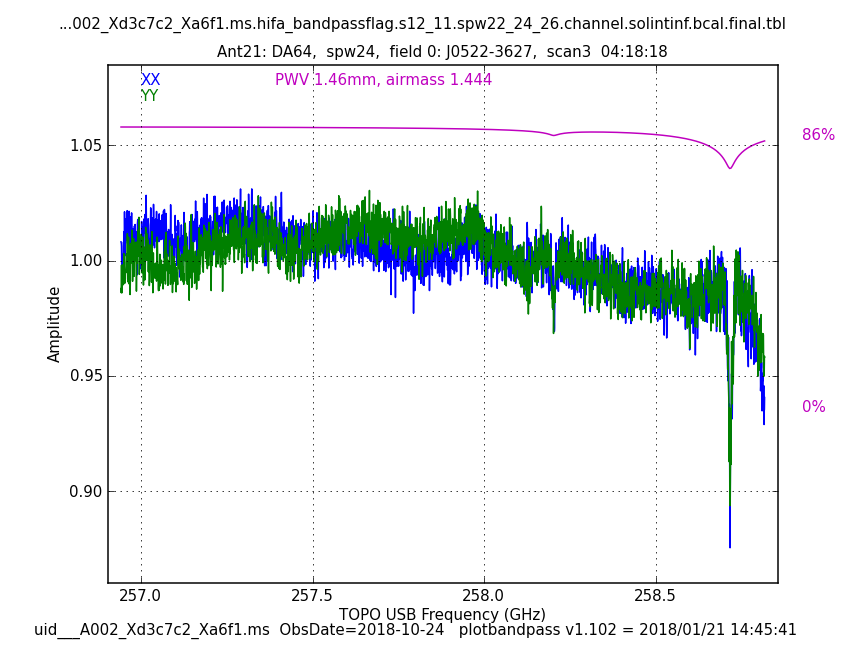 ...002_Xd3c7c2_Xa6f1.ms.hifa_bandpassflag.s12_11.spw22_24_26.channel.solintinf.bcal.final.tbl
Ant21: DA64, spw24, field 0: J0522-3627, scan3 04:18:18
XX
PWV 1.46mm, airmass 1.444
YY
86%
1.05
1.00
Amplitude
0.95
0%
0.90
257.0 257.5 258.0 258.5
TOPO USB Frequency (GHz)
uid___A002_Xd3c7c2_Xa6f1.ms ObsDate=2018-10-24 plotbandpass v1.102 = 2018/01/21 14:45:41